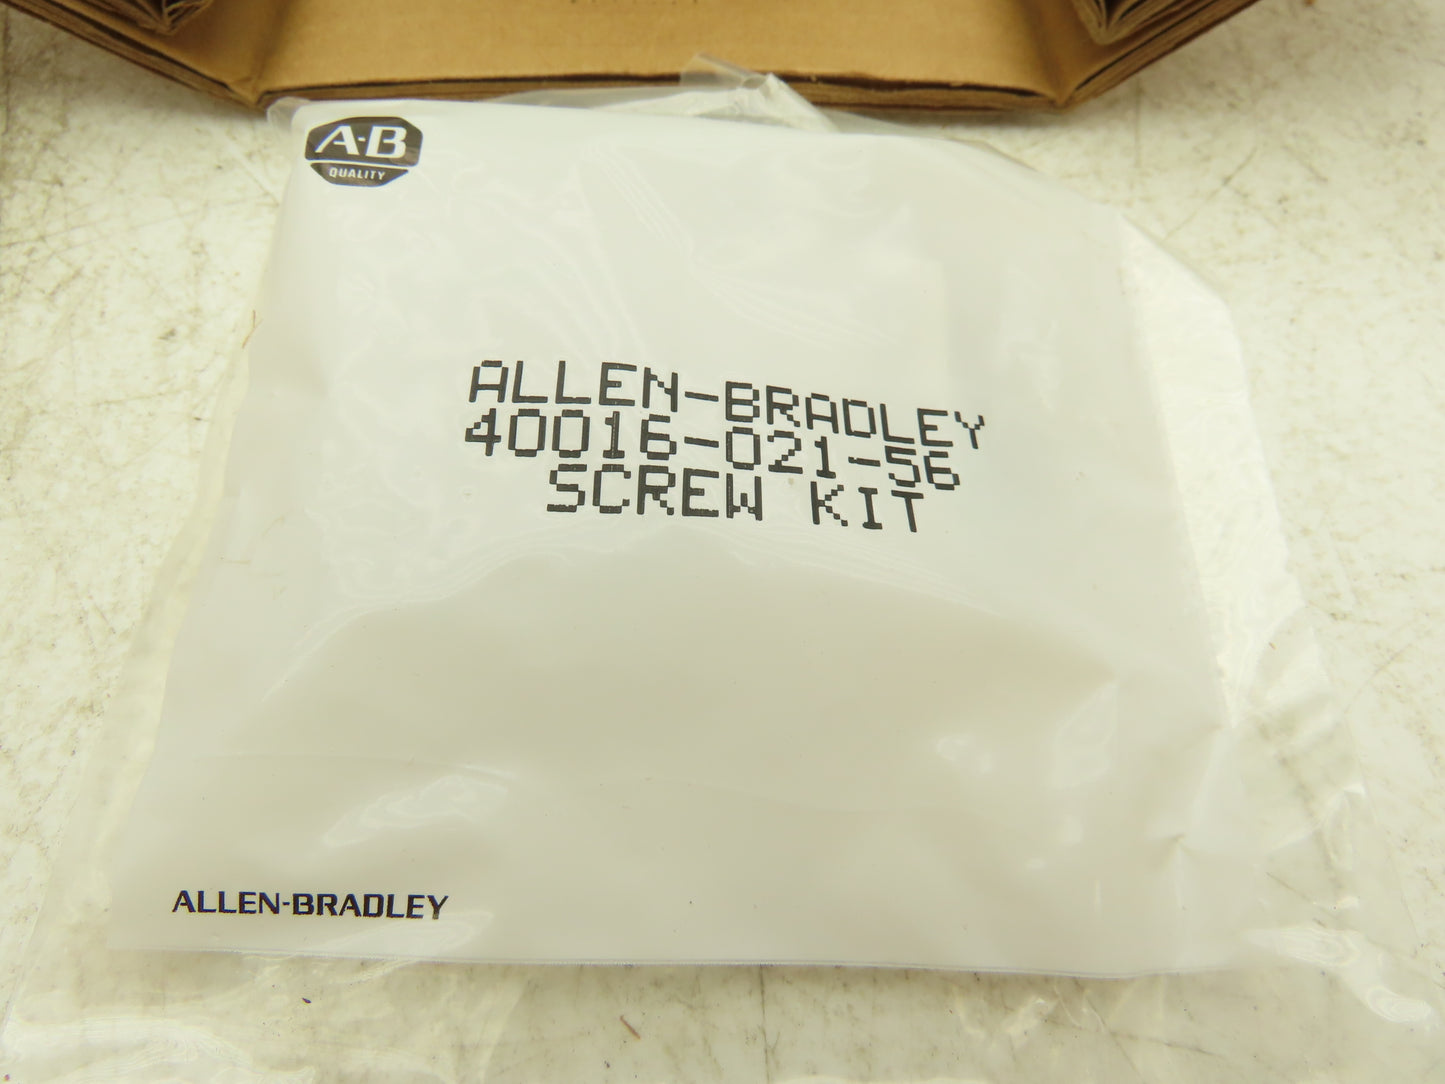 A·B
QUALITY
ALLEN-BRADLEY
40016-021-56
SCREW KIT
ALLEN-BRADLEY